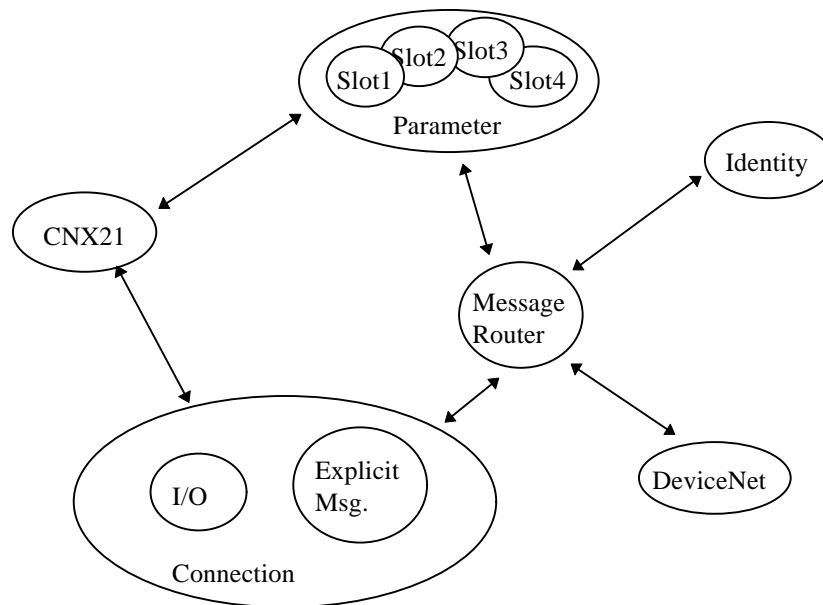 Slot1
Slot2
Slot3
Slot4
Parameter
Identity
CNX21
Message
Router
I/O
Explicit
Msg.
DeviceNet
Connection